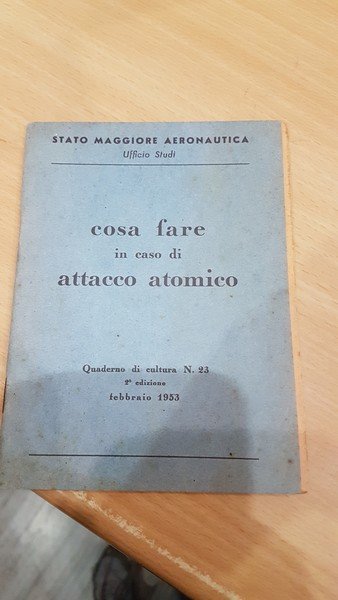 STATO MAGGIORE AERONAUTICA
Ufficio Studi
cosa fare
in caso di
attacco atomico
Quaderno di cultura N. 23
2ª edizione
febbraio 1953